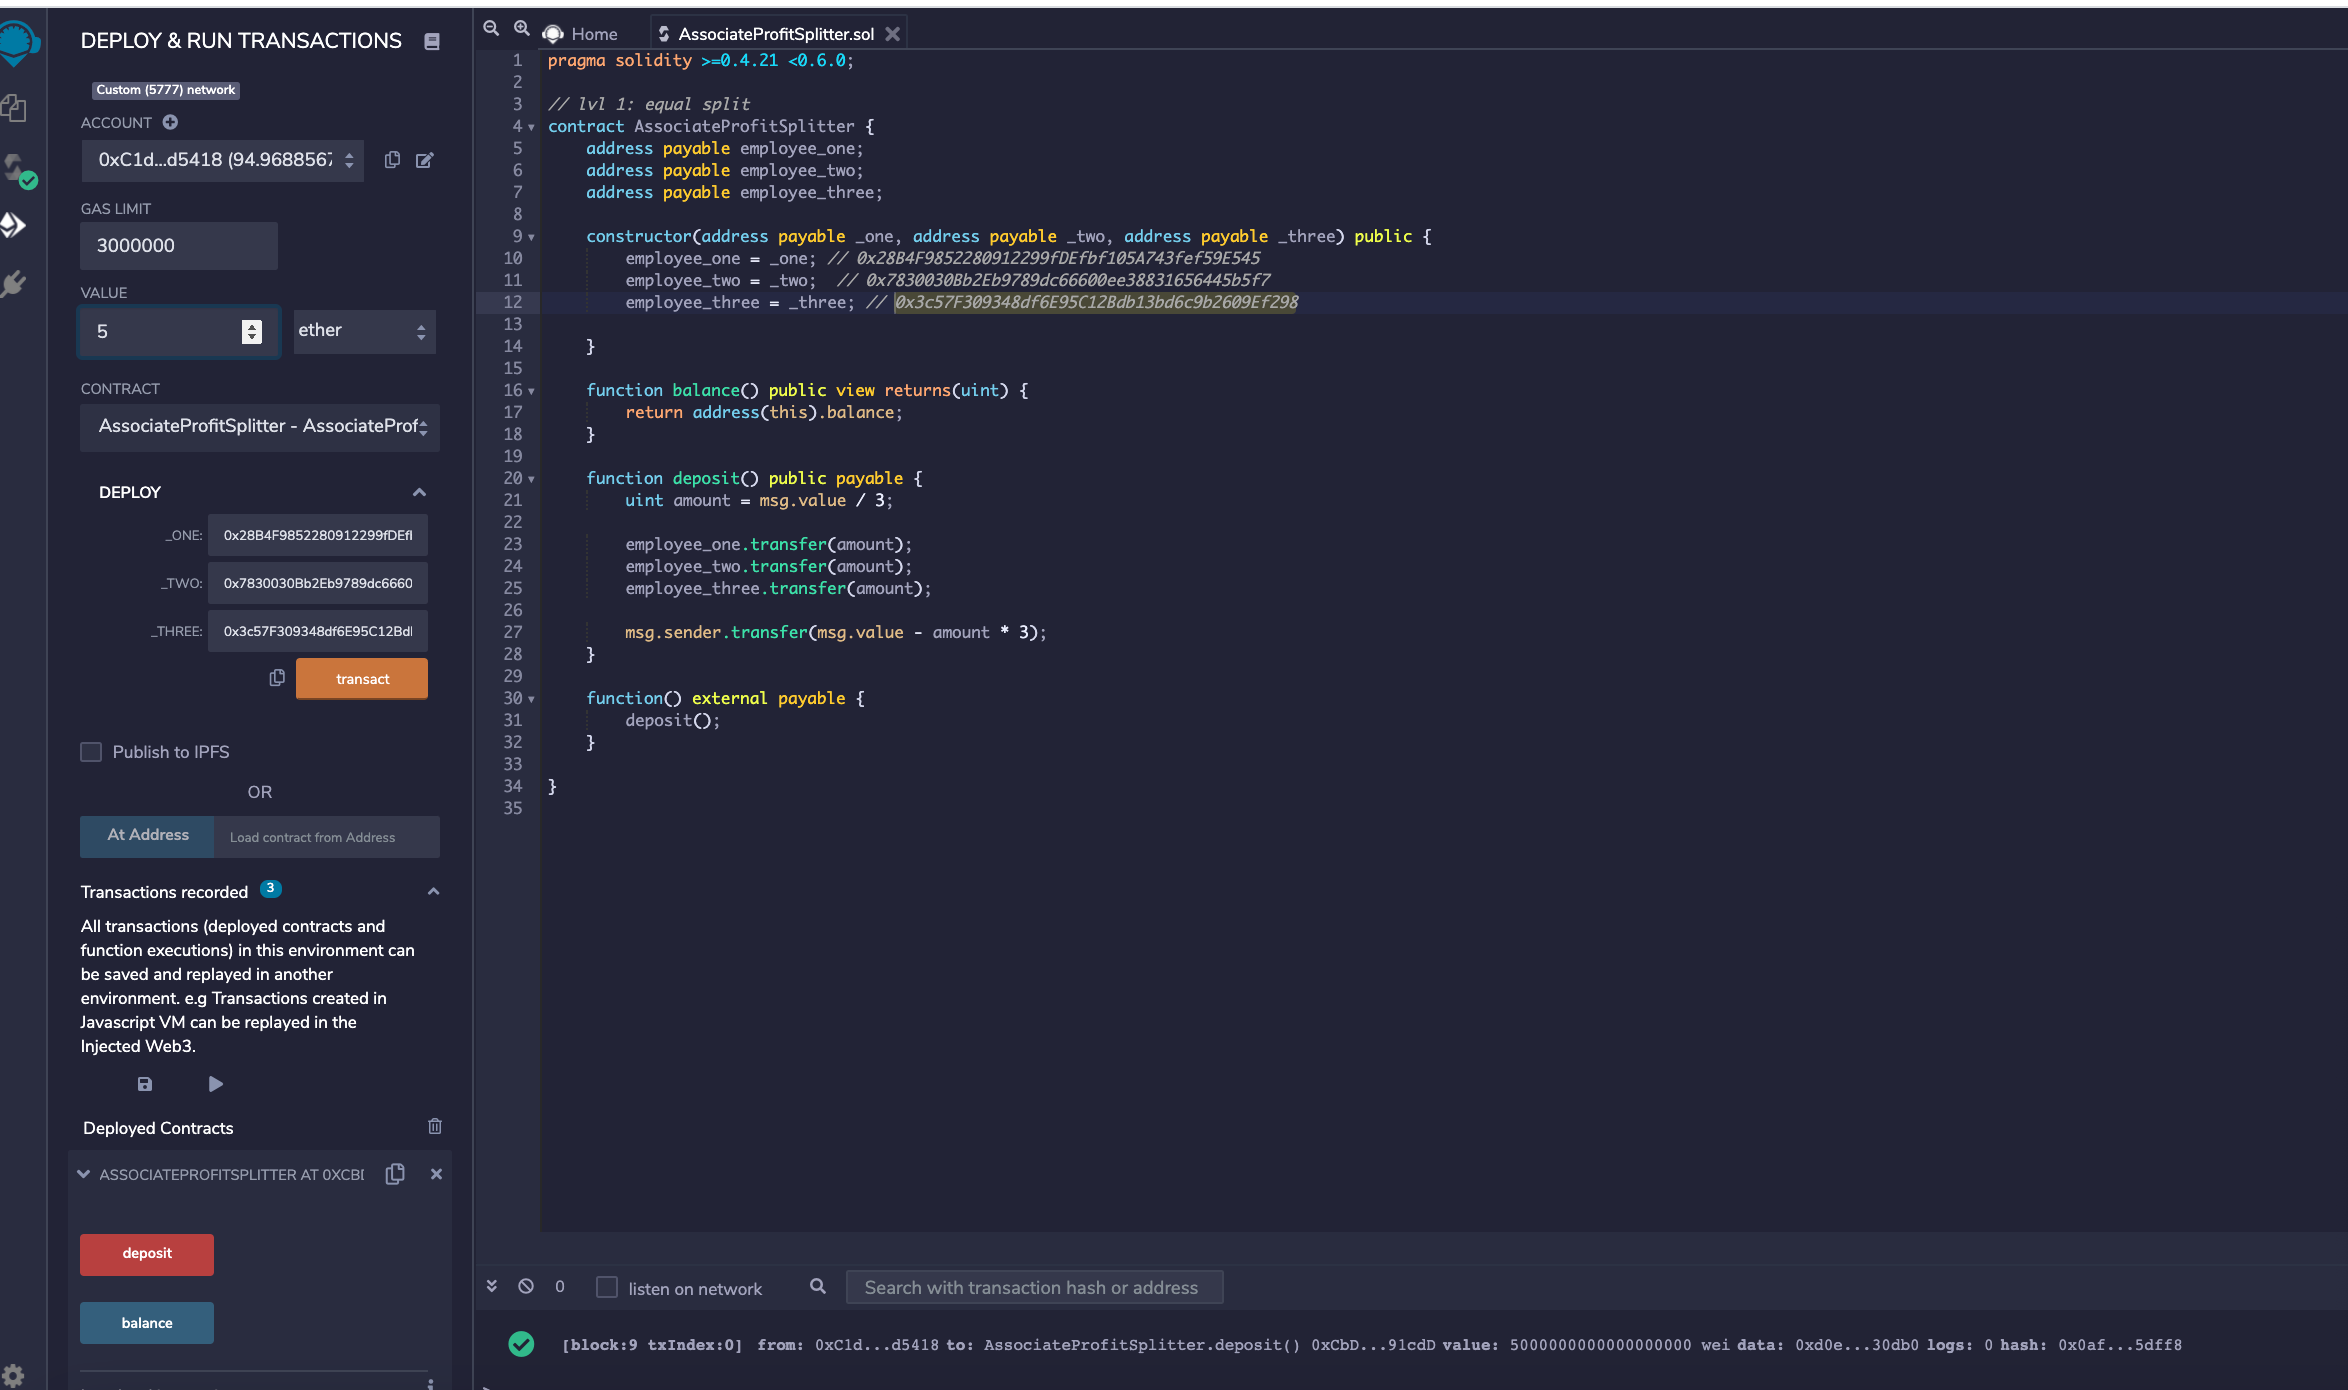 DEPLOY & RUN TRANSACTIONS
Custom (5777) network
ACCOUNT
0xC1d...d5418 (94.9688567
GAS LIMIT
3000000
VALUE
5
ether
CONTRACT
AssociateProfitSplitter - AssociateProf
DEPLOY
_ONE: 0x28B4F9852280912299fDEf
_TWO: 0x7830030Bb2Eb9789dc6660
_THREE: 0x3c57F309348df6E95C12Bd
transact
Publish to IPFS
OR
At Address
Load contract from Address
Transactions recorded 3
All transactions (deployed contracts and
function executions) in this environment can
be saved and replayed in another
environment. e.g Transactions created in
Javascript VM can be replayed in the
Injected Web3.
Deployed Contracts
ASSOCIATEPROFITSPLITTER AT 0XCB
deposit
balance
Home
AssociateProfitSplitter.sol
1 pragma solidity >=0.4.21 <0.6.0;
2
3 // lvl 1: equal split
4 contract AssociateProfitSplitter {
5 address payable employee_one;
6 address payable employee_two;
7 address payable employee_three;
8
9 constructor(address payable _one, address payable _two, address payable _three) public {
10 employee_one = _one; // 0x28B4F9852280912299fDEfbf105A743fef59E545
11 employee_two = _two; // 0x7830030Bb2Eb9789dc66600ee38831656445b5f7
12 employee_three = _three; // 0x3c57F309348df6E95C12Bdb13bd6c9b2609Ef298
13
14 }
15
16 function balance() public view returns(uint) {
17 return address(this).balance;
18 }
19
20 function deposit() public payable {
21 uint amount = msg.value / 3;
22
23 employee_one.transfer(amount);
24 employee_two.transfer(amount);
25 employee_three.transfer(amount);
26
27 msg.sender.transfer(msg.value - amount * 3);
28 }
29
30 function() external payable {
31 deposit();
32 }
33
34 }
35
0
listen on network
Search with transaction hash or address
[block:9 txIndex:0] from: 0xC1d...d5418 to: AssociateProfitSplitter.deposit() 0xCbD...91cdD value: 5000000000000000000 wei data: 0xd0e...30db0 logs: 0 hash: 0x0af...5dff8